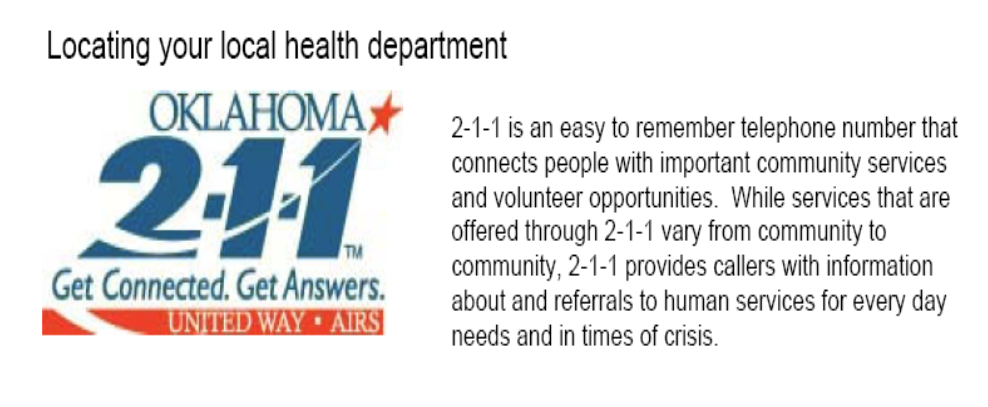 Locating your local health department
OKLAHOMA
2-1-1
TM
Get Connected. Get Answers.
UNITED WAY • AIRS
2-1-1 is an easy to remember telephone number that
connects people with important community services
and volunteer opportunities.  While services that are
offered through 2-1-1 vary from community to
community, 2-1-1 provides callers with information
about and referrals to human services for every day
needs and in times of crisis.